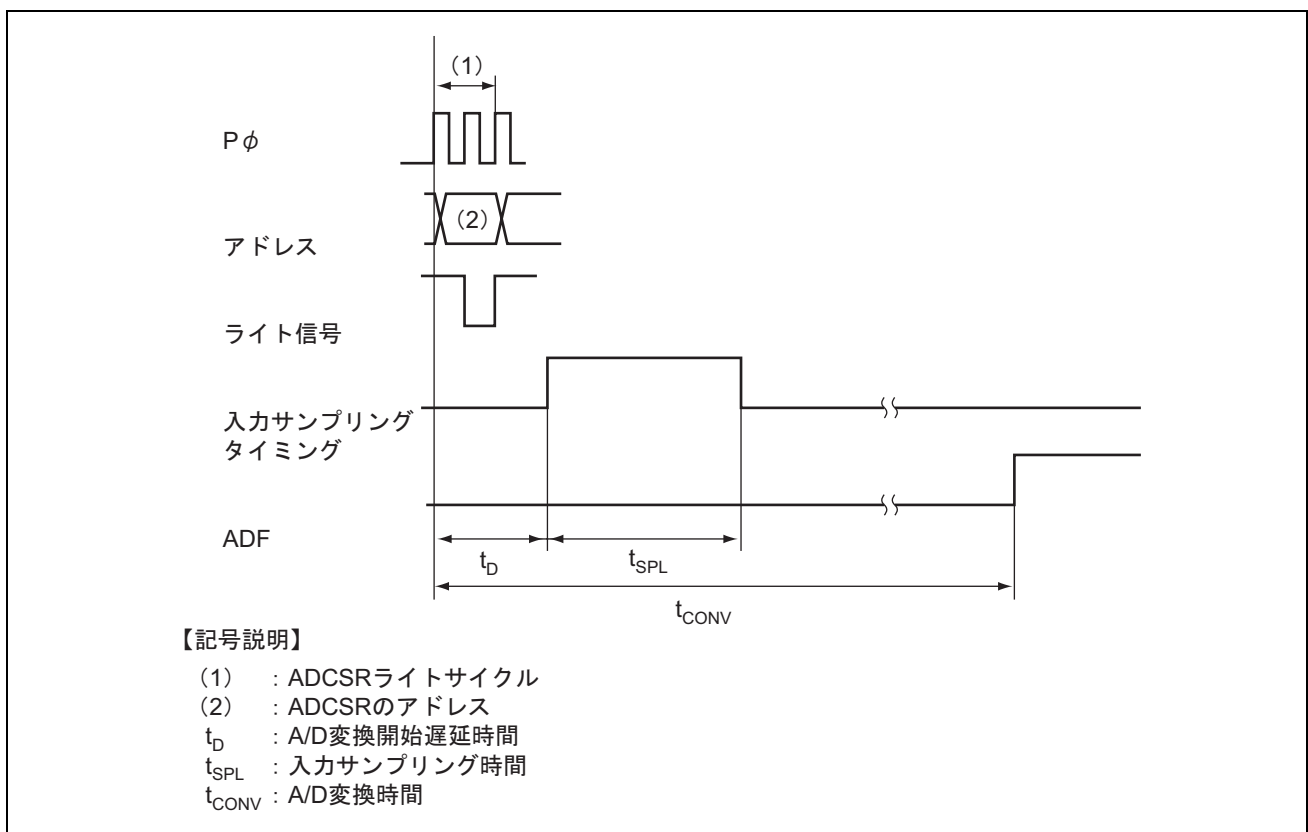 (1)
Pφ
(2)
アドレス
ライト信号
入力サンプリング
タイミング
ADF
tD
tSPL
tCONV
【記号説明】
(1) : ADCSRライトサイクル
(2) : ADCSRのアドレス
tD : A/D変換開始遅延時間
tSPL : 入力サンプリング時間
tCONV : A/D変換時間